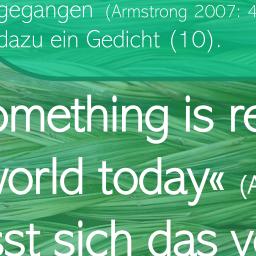 gegangen (Armstrong 2007: 4
dazu ein Gedicht (10).
omething is re
world today« (A
sst sich das v